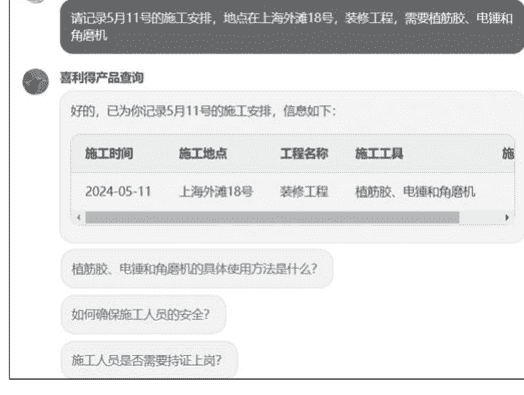 请记录5月11号的施工安排，地点在上海外滩18号，装修工程，需要植筋胶、电锤和
角磨机
喜利得产品查询
好的，已为你记录5月11号的施工安排，信息如下：
施工时间 施工地点 工程名称 施工工具 施
2024-05-11 上海外滩18号 装修工程 植筋胶、电锤和角磨机
植筋胶、电锤和角磨机的具体使用方法是什么？
如何确保施工人员的安全？
施工人员是否需要持证上岗？